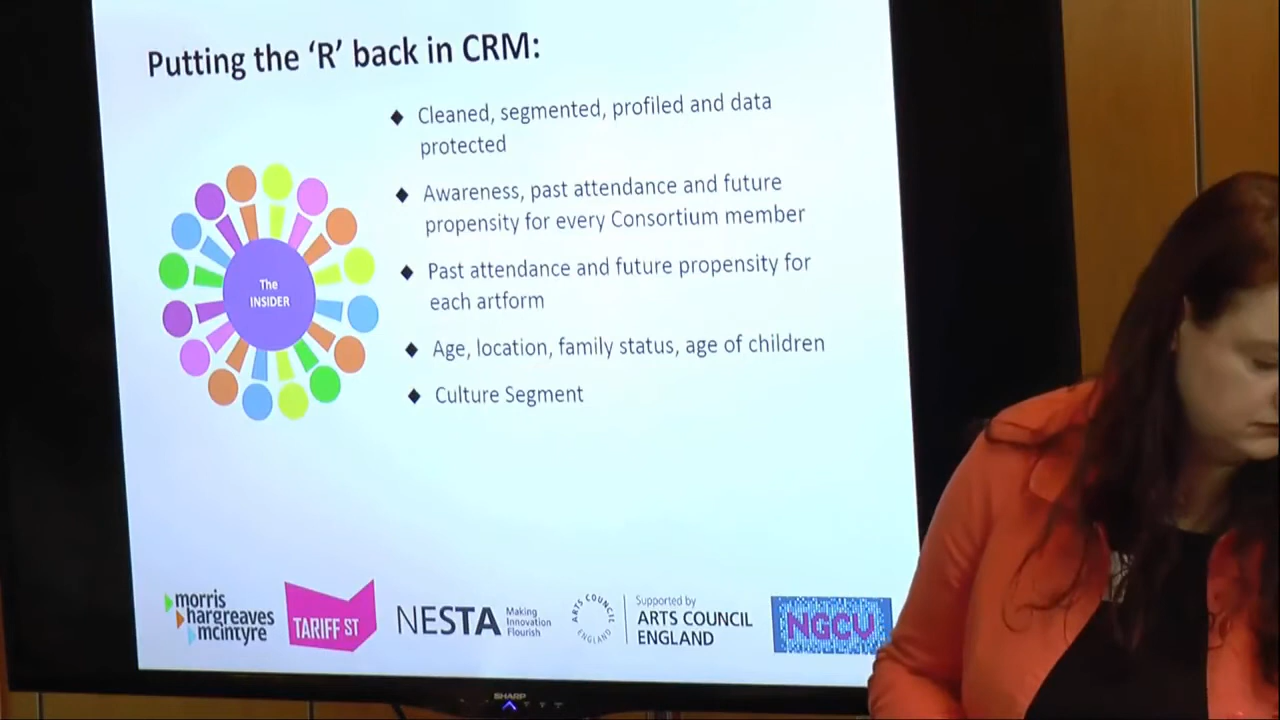 Putting the ‘R’ back in CRM:
Cleaned, segmented, profiled and data
protected
Awareness, past attendance and future
propensity for every Consortium member
Past attendance and future propensity for
each artform
Age, location, family status, age of children
Culture Segment
The
INSIDER
morris
hargreaves
mcintyre
TARIFF ST
NESTA
Making
Innovation
Flourish
ARTS COUNCIL
ENGLAND
Supported by
ARTS COUNCIL
ENGLAND
NGCV
SHARP